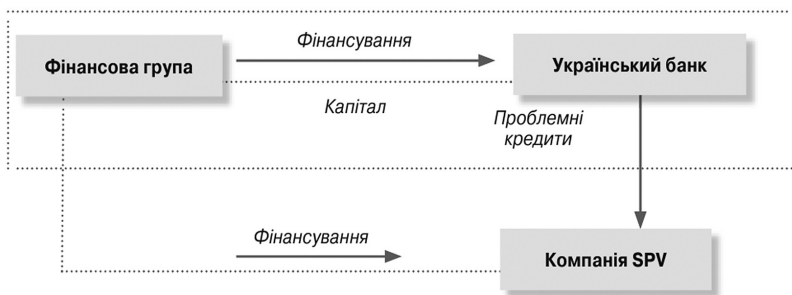 Фінансування
Фінансова група
Український банк
Капітал
Проблемні
кредити
Фінансування
Компанія SPV